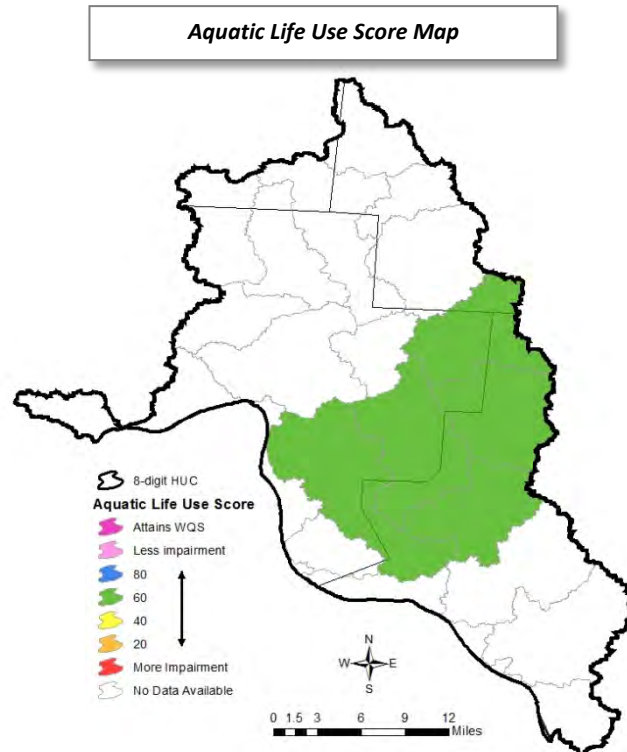 Aquatic Life Use Score Map
8-digit HUC
Aquatic Life Use Score
Attains WQS
Less impairment
80
60
40
20
More Impairment
No Data Available
N
W E
S
0 1.5 3 6 9 12
Miles